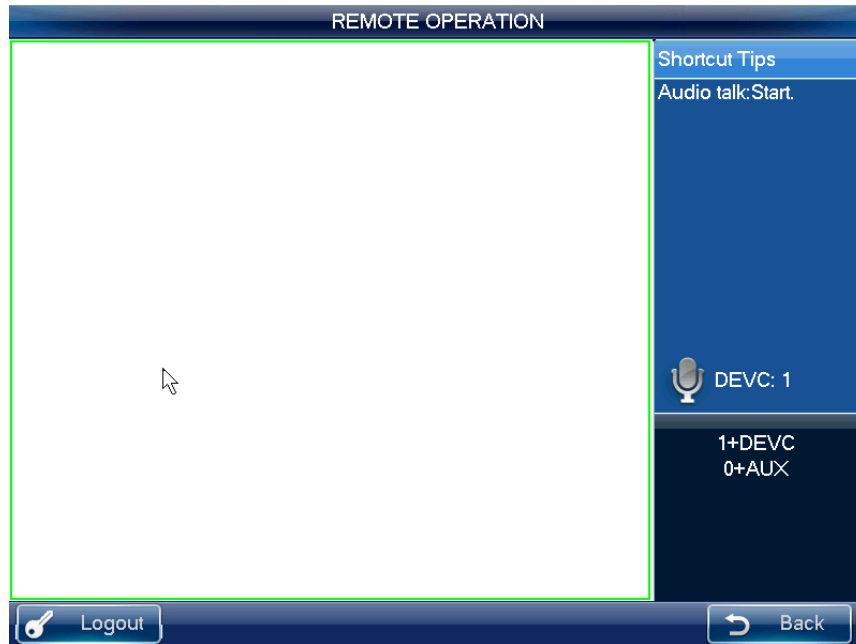 REMOTE OPERATION
Shortcut Tips
Audio talk:Start.
DEVC: 1
1+DEVC
0+AUX
Logout
Back